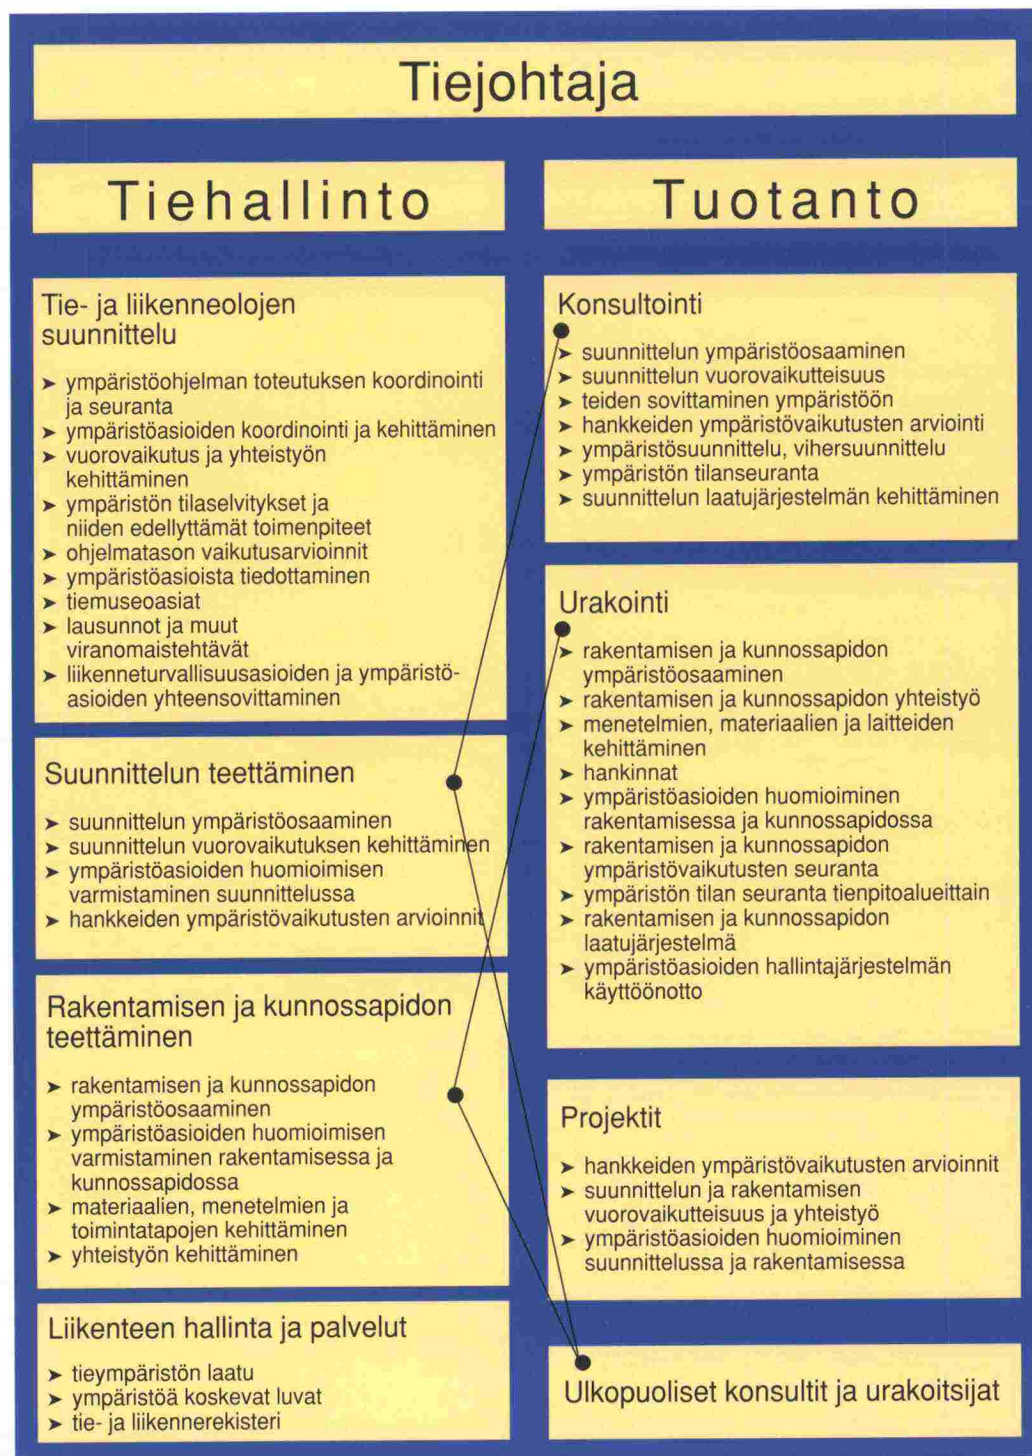 Tiejohtaja
Tiehallinto
Tie- ja liikenneolojen
suunnittelu
➤ ympäristöohjelman toteutuksen koordinointi
ja seuranta
➤ ympäristöasioiden koordinointi ja kehittäminen
➤ vuorovaikutus ja yhteistyön
kehittäminen
➤ ympäristön tilaselvitykset ja
niiden edellyttämät toimenpiteet
➤ ohjelmatason vaikutusarvioinnit
➤ ympäristöasioista tiedottaminen
➤ tiemuseoasiat
➤ lausunnot ja muut
viranomaistehtävät
➤ liikenneturvallisuusasioiden ja ympäristö-
asioiden yhteensovittaminen
Suunnittelun teettäminen
➤ suunnittelun ympäristöosaaminen
➤ suunnittelun vuorovaikutuksen kehittäminen
➤ ympäristöasioiden huomioimisen
varmistaminen suunnittelussa
➤ hankkeiden ympäristövaikutusten arvioinnit
Rakentamisen ja kunnossapidon
teettäminen
➤ rakentamisen ja kunnossapidon
ympäristöosaaminen
➤ ympäristöasioiden huomioimisen
varmistaminen rakentamisessa ja
kunnossapidossa
➤ materiaalien, menetelmien ja
toimintatapojen kehittäminen
➤ yhteistyön kehittäminen
Liikenteen hallinta ja palvelut
➤ tieympäristön laatu
➤ ympäristöä koskevat luvat
➤ tie- ja liikennerekisteri
Tuotanto
Konsultointi
➤ suunnittelun ympäristöosaaminen
➤ suunnittelun vuorovaikutteisuus
➤ teiden sovittaminen ympäristöön
➤ hankkeiden ympäristövaikutusten arviointi
➤ ympäristösuunnittelu, vihersuunnittelu
➤ ympäristön tilanseuranta
➤ suunnittelun laatujärjestelmän kehittäminen
Urakointi
➤ rakentamisen ja kunnossapidon
ympäristöosaaminen
➤ rakentamisen ja kunnossapidon yhteistyö
➤ menetelmien, materiaalien ja laitteiden
kehittäminen
➤ hankinnat
➤ ympäristöasioiden huomioiminen
rakentamisessa ja kunnossapidossa
➤ rakentamisen ja kunnossapidon
ympäristövaikutusten seuranta
➤ ympäristön tilan seuranta tienpitoalueittain
➤ rakentamisen ja kunnossapidon
laatujärjestelmä
➤ ympäristöasioiden hallintajärjestelmän
käyttöönotto
Projektit
➤ hankkeiden ympäristövaikutusten arvioinnit
➤ suunnittelun ja rakentamisen
vuorovaikutteisuus ja yhteistyö
➤ ympäristöasioiden huomioiminen
suunnittelussa ja rakentamisessa
Ulkopuoliset konsultit ja urakoitsijat